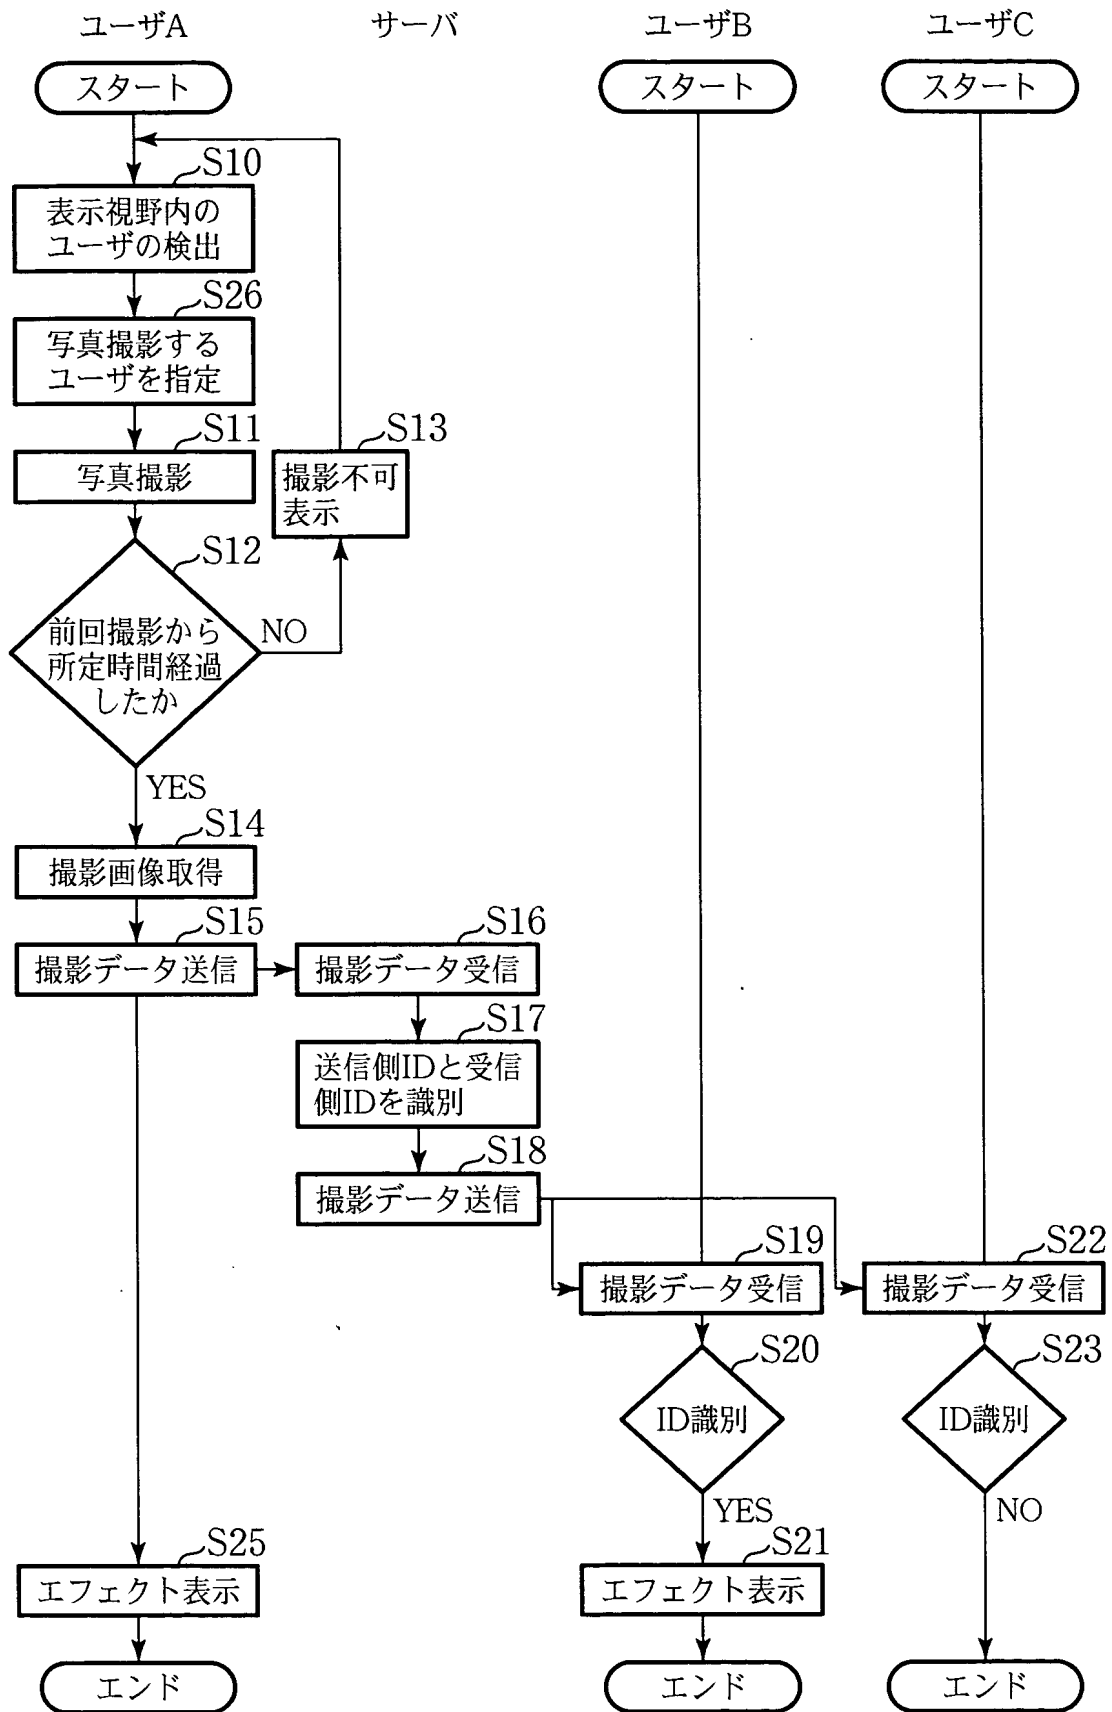 ユーザA
サーバ
ユーザB
ユーザC
スタート
スタート
スタート
S10
表示視野内の
ユーザの検出
S26
写真撮影する
ユーザを指定
S11
写真撮影
S13
撮影不可
表示
S12
前回撮影から
所定時間経過
したか
NO
YES
S14
撮影画像取得
S15
撮影データ送信
S16
撮影データ受信
S17
送信側IDと受信
側IDを識別
S18
撮影データ送信
S19
撮影データ受信
S22
撮影データ受信
S20
ID識別
S23
ID識別
YES
NO
S25
エフェクト表示
S21
エフェクト表示
エンド
エンド
エンド